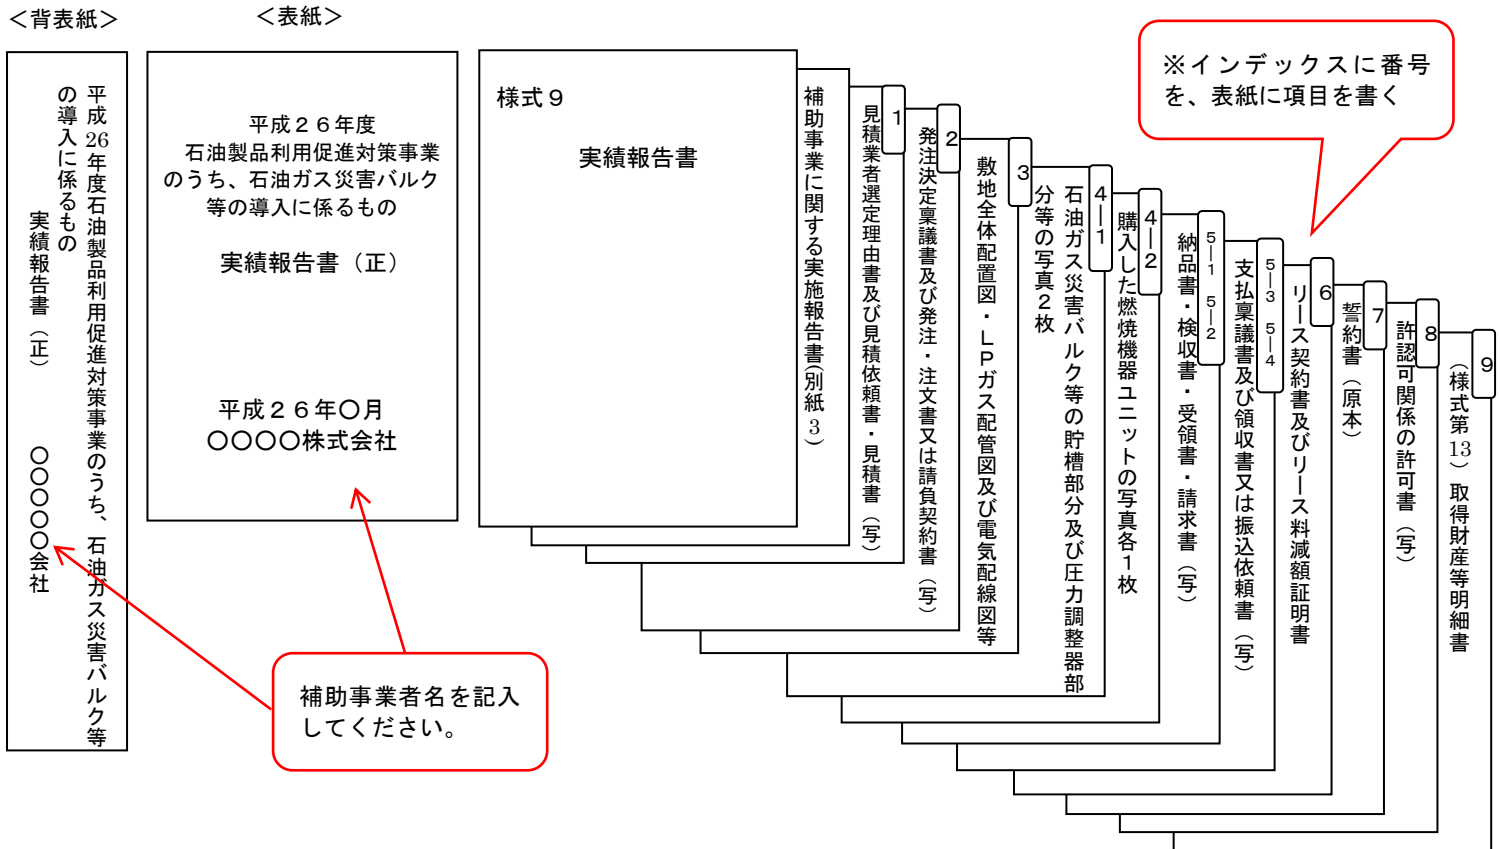 ＜背表紙＞
平成26年度石油製品利用促進対策事業のうち、石油ガス災害バルク等
の導入に係るもの
実績報告書（正）　〇〇〇〇〇会社
＜表紙＞
平成２６年度
石油製品利用促進対策事業
のうち、石油ガス災害バルク
等の導入に係るもの
実績報告書（正）
平成２６年〇月
〇〇〇〇株式会社
補助事業者名を記入
してください。
様式９
実績報告書
補助事業に関する実施報告書（別紙３）
1
見積業者選定理由書及び見積依頼書・見積書（写）
2
発注決定稟議書及び発注・注文書又は請負契約書（写）
3
敷地全体配置図・ＬＰガス配管図及び電気配線図等
4―1
石油ガス災害バルク等の貯槽部分及び圧力調整器部
分等の写真２枚
4―2
購入した燃焼機器ユニットの写真各１枚
5―1　5―2
納品書・検収書・受領書・請求書（写）
5―3　5―4
支払稟議書及び領収書又は振込依頼書（写）
6
リース契約書及びリース料減額証明書
7
誓約書（原本）
8
許認可関係の許可書（写）
9
（様式第13）取得財産等明細書
※インデックスに番号
を、表紙に項目を書く